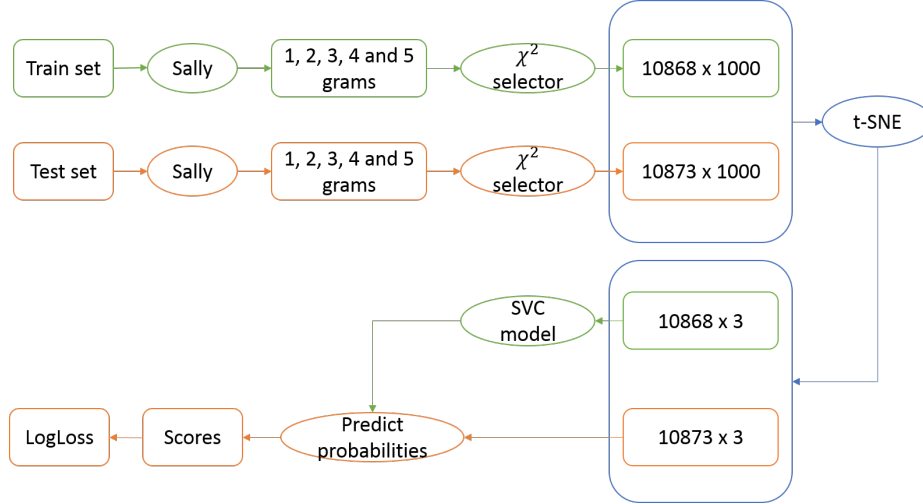 Train set
Sally
1, 2, 3, 4 and 5
grams
χ²
selector
10868 x 1000
t-SNE
Test set
Sally
1, 2, 3, 4 and 5
grams
χ²
selector
10873 x 1000
SVC
model
10868 x 3
LogLoss
Scores
Predict
probabilities
10873 x 3